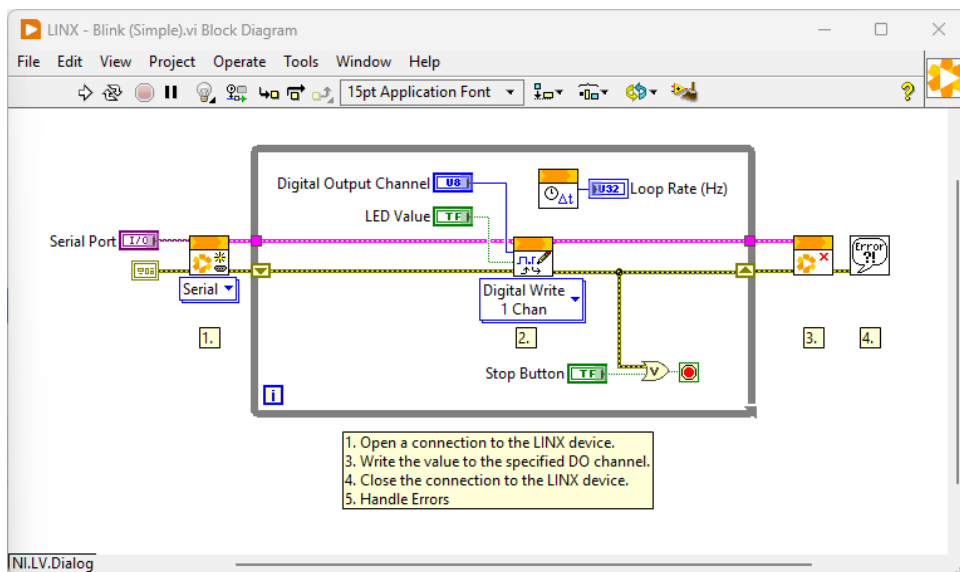 LINX - Blink (Simple).vi Block Diagram
File Edit View Project Operate Tools Window Help
15pt Application Font
Digital Output Channel U8
U32 Loop Rate (Hz)
LED Value TF
Serial Port I/O
Error
?!
Serial
Digital Write
1 Chan
1.
2.
3.
4.
Stop Button TF
V
i
1. Open a connection to the LINX device.
3. Write the value to the specified DO channel.
4. Close the connection to the LINX device.
5. Handle Errors
NI.LV.Dialog